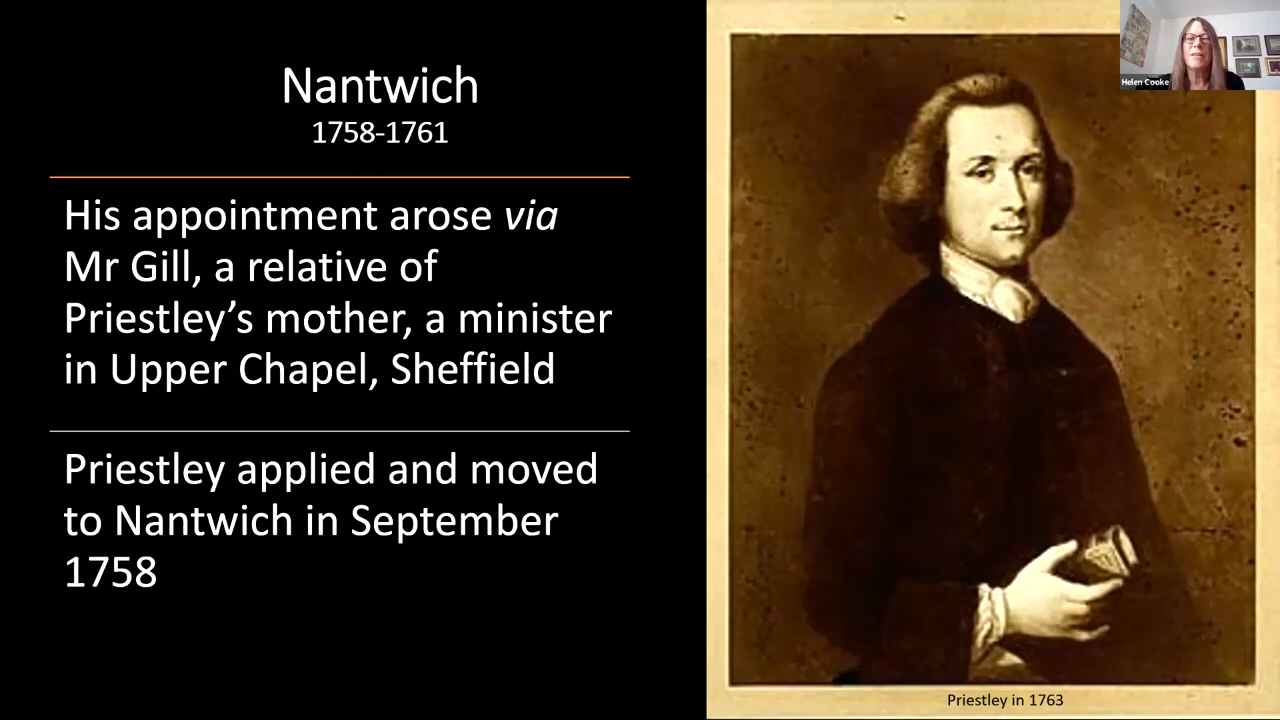 Nantwich
1758-1761
His appointment arose via
Mr Gill, a relative of
Priestley’s mother, a minister
in Upper Chapel, Sheffield
Priestley applied and moved
to Nantwich in September
1758
Helen Cooke
Priestley in 1763